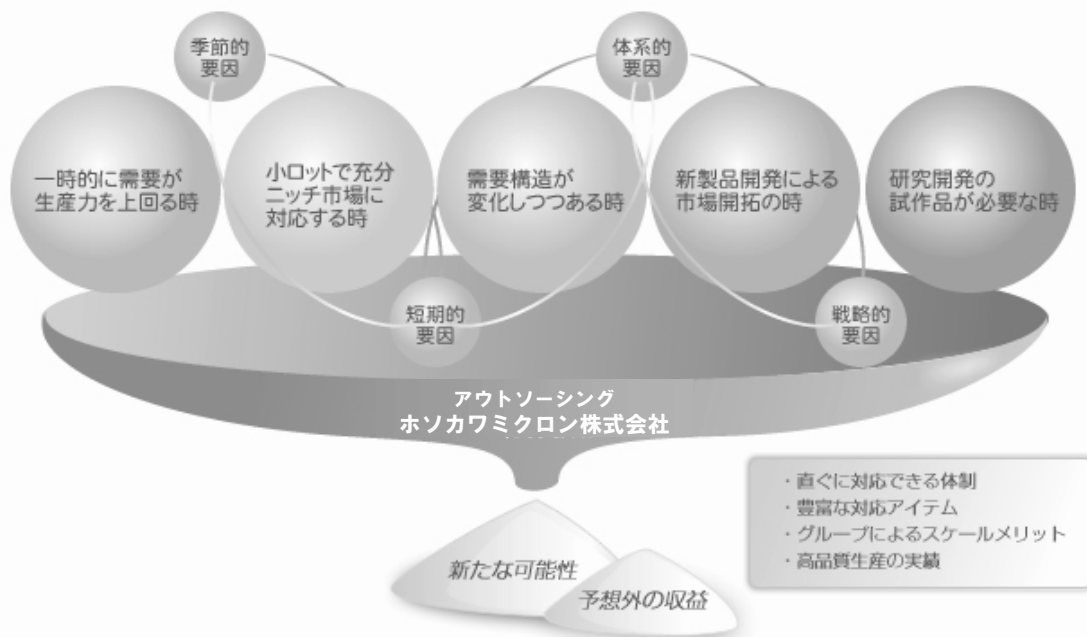 季節的
要因
体系的
要因
一時的に需要が
生産力を上回る時
小ロットで充分
ニッチ市場に
対応する時
需要構造が
変化しつつある時
新製品開発による
市場開拓の時
研究開発の
試作品が必要な時
短期的
要因
戦略的
要因
アウトソーシング
ホソカワミクロン株式会社
・直ぐに対応できる体制
・豊富な対応アイテム
・グループによるスケールメリット
・高品質生産の実績
新たな可能性
予想外の収益